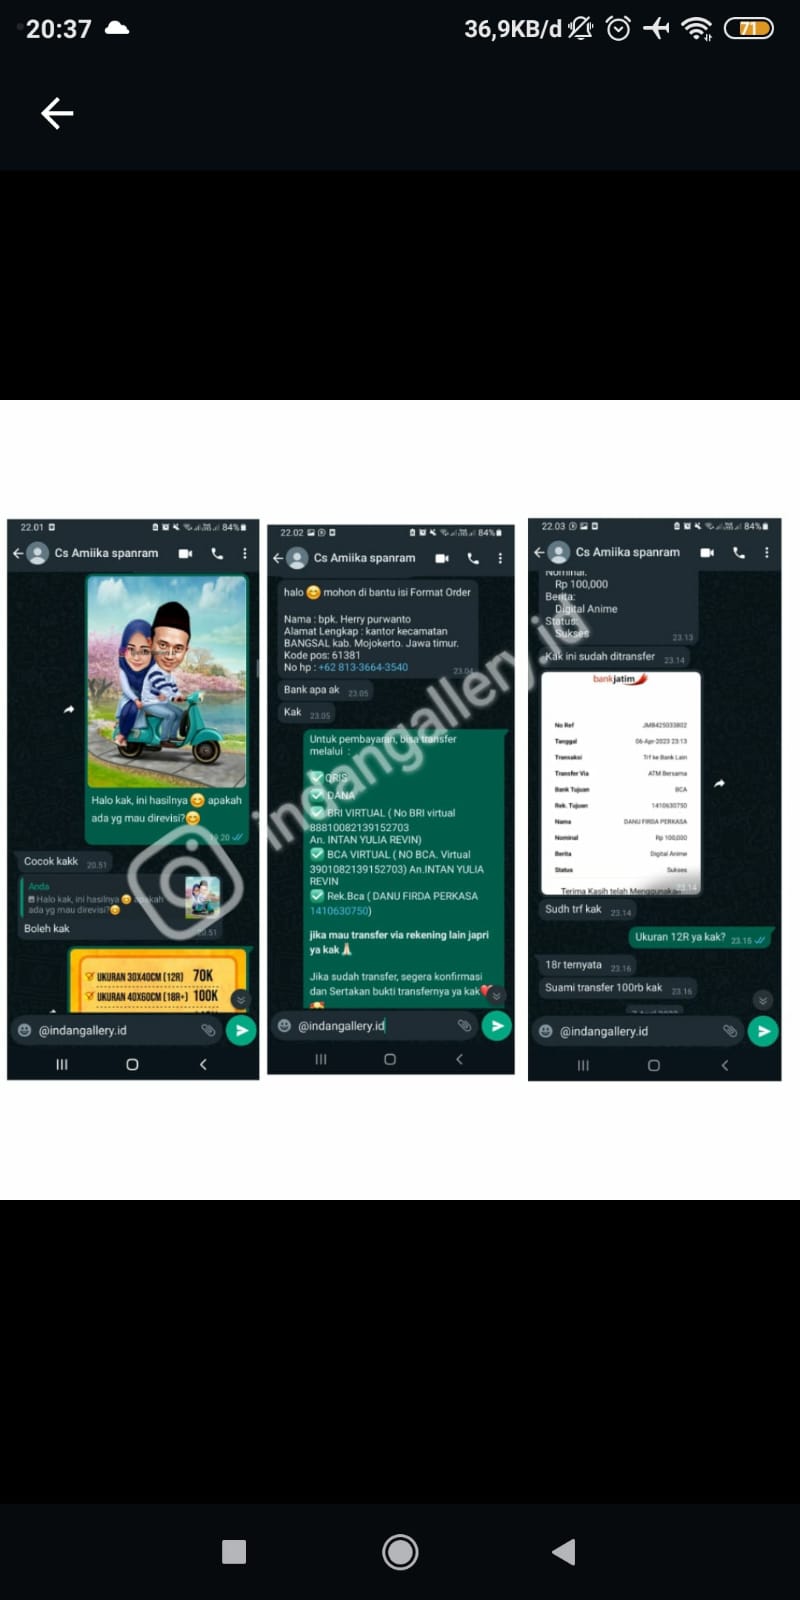 20:37
36,9KB/d
71
22.01
84%
Cs Amiika spanram
Halo kak, ini hasilnya 😊 apakah
ada yg mau direvisi?😊
20.51
Cocok kakk
Anda
Halo kak, ini hasilnya 😊 apakah
ada yg mau direvisi?😊
Boleh kak
UKURAN 30X40CM (12R) 70K
UKURAN 40X60CM (18R+) 100K
@indangallery.id
22.02
84%
Cs Amiika spanram
halo 😊 mohon di bantu isi Format Order
Nama : bpk. Herry purwanto
Alamat Lengkap : kantor kecamatan
BANGSAL kab. Mojokerto. Jawa timur.
Kode pos: 61381
No hp : +62 813-3664-3540
23.04
Bank apa ak 23.05
Kak 23.05
Untuk pembayaran, bisa transfer
melalui :
✅ QRIS
✅ DANA
✅ BRI VIRTUAL ( No BRI virtual
88810082139152703
An. INTAN YULIA REVIN)
✅ BCA VIRTUAL ( NO BCA. Virtual
3901082139152703) An.INTAN YULIA
REVIN
✅ Rek.Bca ( DANU FIRDA PERKASA
1410630750)
jika mau transfer via rekening lain japri
ya kak🙏🏻
Jika sudah transfer, segera konfirmasi
dan Sertakan bukti transfernya ya kak❤
@indangallery.id
22.03
84%
Cs Amiika spanram
Nominal:
Rp 100,000
Berita:
Digital Anime
Status:
Sukses
23.13
Kak ini sudah ditransfer 23.14
bankjatim
No Ref JMB425033802
Tanggal 06-Apr-2023 23:13
Transaksi Trf ke Bank Lain
Transfer Via ATM Bersama
Bank Tujuan BCA
Rek. Tujuan 1410630750
Nama DANU FIRDA PERKASA
Nominal Rp 100,000
Berita Digital Anime
Status Sukses
Terima Kasih telah Menggunakan
23.14
Sudh trf kak 23.14
Ukuran 12R ya kak? 23.15
18r ternyata 23.16
Suami transfer 100rb kak 23.16
@indangallery.id
indangallery.id